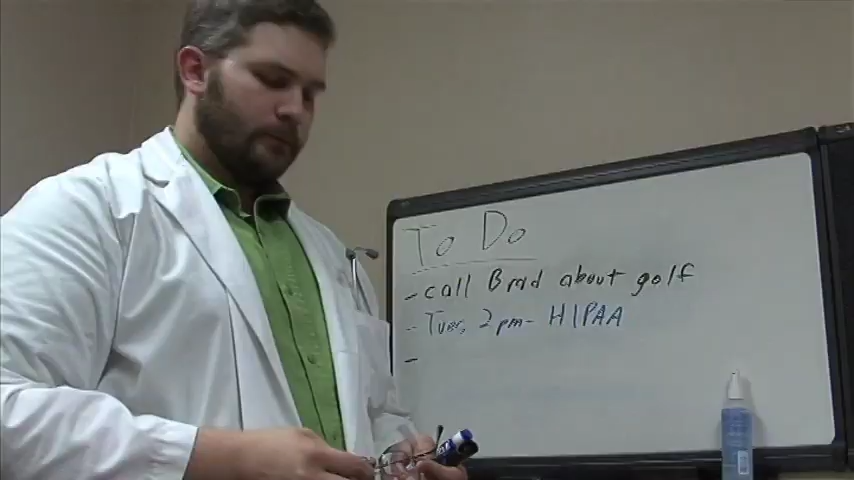 To Do
- call Brad about golf
- Tues, 2pm - HIPAA
-